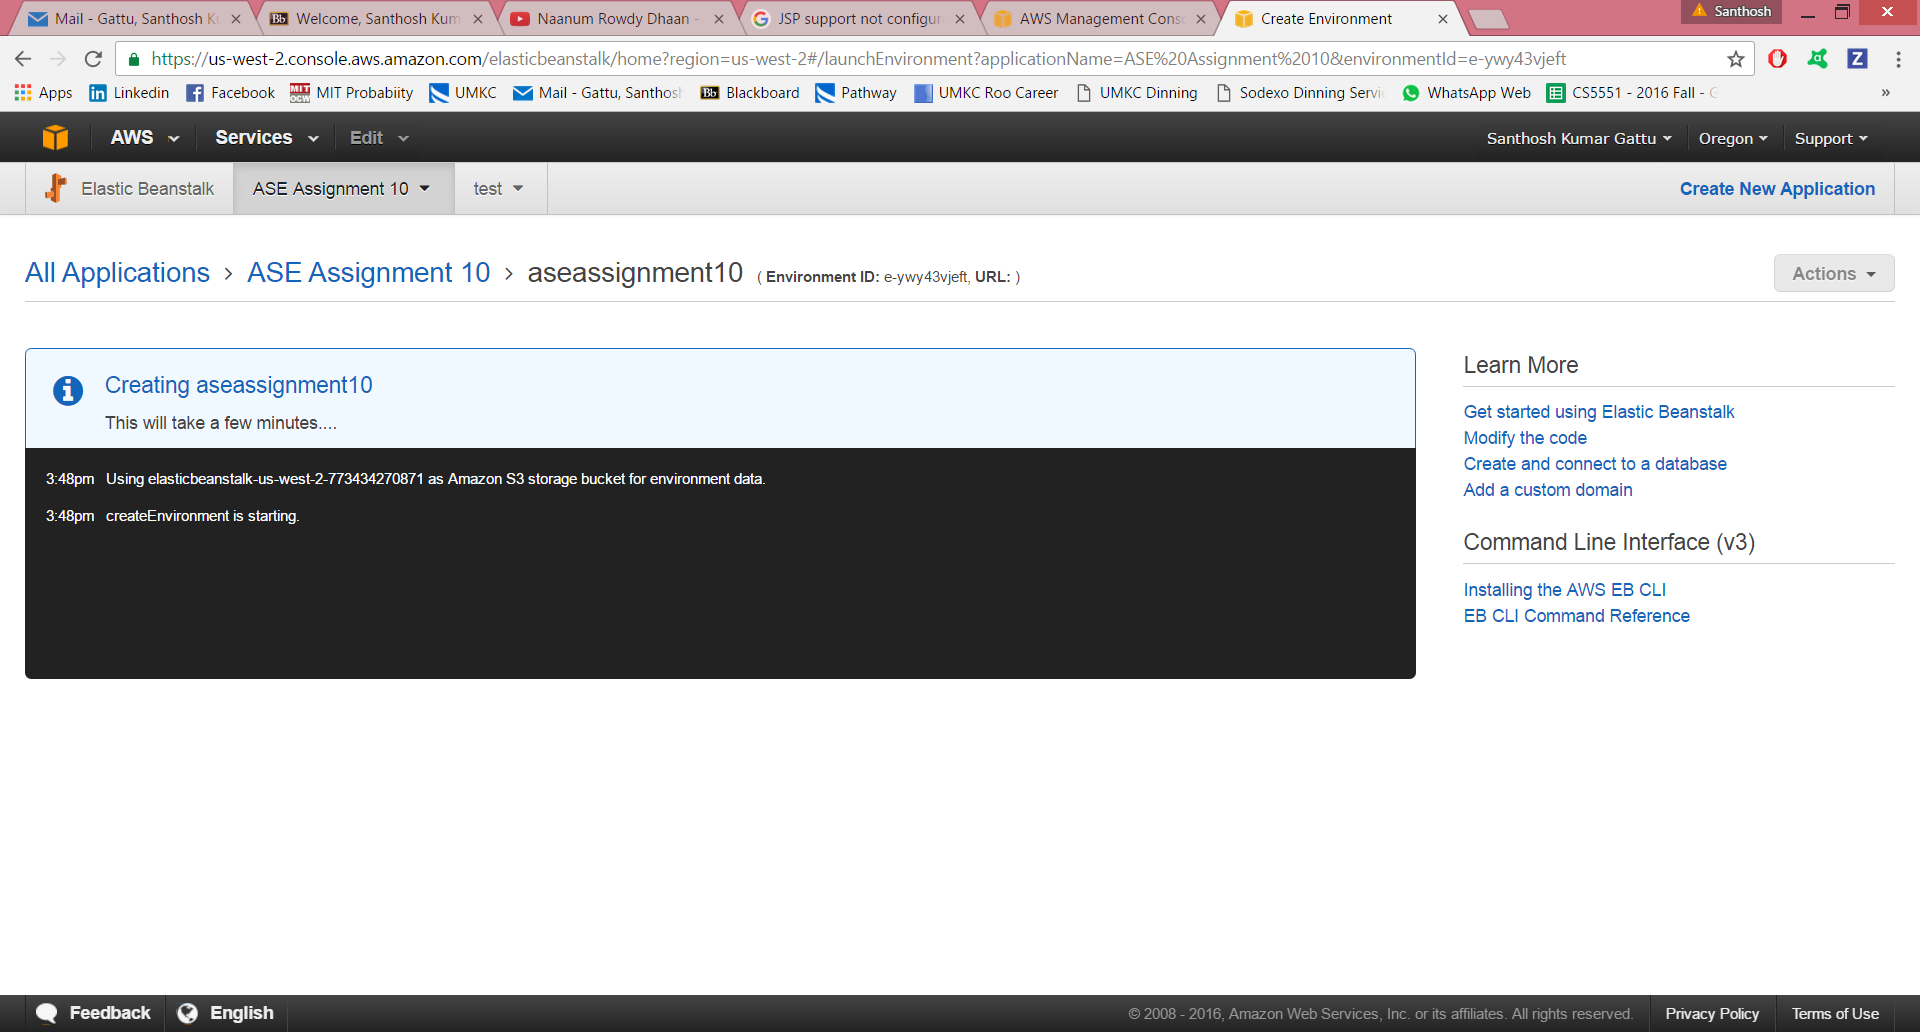 Mail - Gattu, Santhosh Ku Welcome, Santhosh Kum Naanum Rowdy Dhaan - JSP support not configur AWS Management Conso Create Environment Santhosh
https://us-west-2.console.aws.amazon.com/elasticbeanstalk/home?region=us-west-2#/launchEnvironment?applicationName=ASE%20Assignment%2010&environmentId=e-ywy43vjeft
Apps Linkedin Facebook MIT Probabiity UMKC Mail - Gattu, Santhosh Blackboard Pathway UMKC Roo Career UMKC Dinning Sodexo Dinning Servic WhatsApp Web CS5551 - 2016 Fall - G »
AWS Services Edit Santhosh Kumar Gattu Oregon Support
Elastic Beanstalk ASE Assignment 10 test Create New Application
All Applications > ASE Assignment 10 > aseassignment10 ( Environment ID: e-ywy43vjeft, URL: ) Actions
Creating aseassignment10
This will take a few minutes....
3:48pm Using elasticbeanstalk-us-west-2-773434270871 as Amazon S3 storage bucket for environment data.
3:48pm createEnvironment is starting.
Learn More
Get started using Elastic Beanstalk
Modify the code
Create and connect to a database
Add a custom domain
Command Line Interface (v3)
Installing the AWS EB CLI
EB CLI Command Reference
Feedback English © 2008 - 2016, Amazon Web Services, Inc. or its affiliates. All rights reserved. Privacy Policy Terms of Use